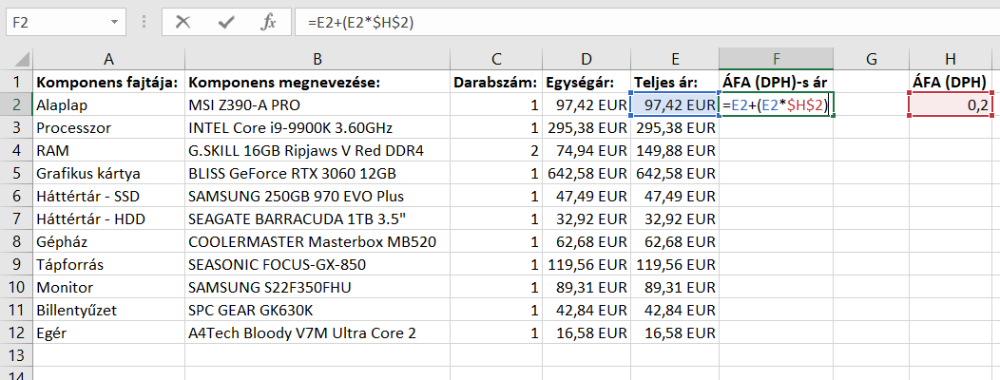 F2 fx =E2+(E2*$H$2)
A B C D E F G H
1 Komponens fajtája: Komponens megnevezése: Darabszám: Egységár: Teljes ár: ÁFA (DPH)-s ár ÁFA (DPH)
2 Alaplap MSI Z390-A PRO 1 97,42 EUR 97,42 EUR =E2+(E2*$H$2) 0,2
3 Processzor INTEL Core i9-9900K 3.60GHz 1 295,38 EUR 295,38 EUR
4 RAM G.SKILL 16GB Ripjaws V Red DDR4 2 74,94 EUR 149,88 EUR
5 Grafikus kártya BLISS GeForce RTX 3060 12GB 1 642,58 EUR 642,58 EUR
6 Háttértár - SSD SAMSUNG 250GB 970 EVO Plus 1 47,49 EUR 47,49 EUR
7 Háttértár - HDD SEAGATE BARRACUDA 1TB 3.5" 1 32,92 EUR 32,92 EUR
8 Gépház COOLERMASTER Masterbox MB520 1 62,68 EUR 62,68 EUR
9 Tápforrás SEASONIC FOCUS-GX-850 1 119,56 EUR 119,56 EUR
10 Monitor SAMSUNG S22F350FHU 1 89,31 EUR 89,31 EUR
11 Billentyűzet SPC GEAR GK630K 1 42,84 EUR 42,84 EUR
12 Egér A4Tech Bloody V7M Ultra Core 2 1 16,58 EUR 16,58 EUR
13
14